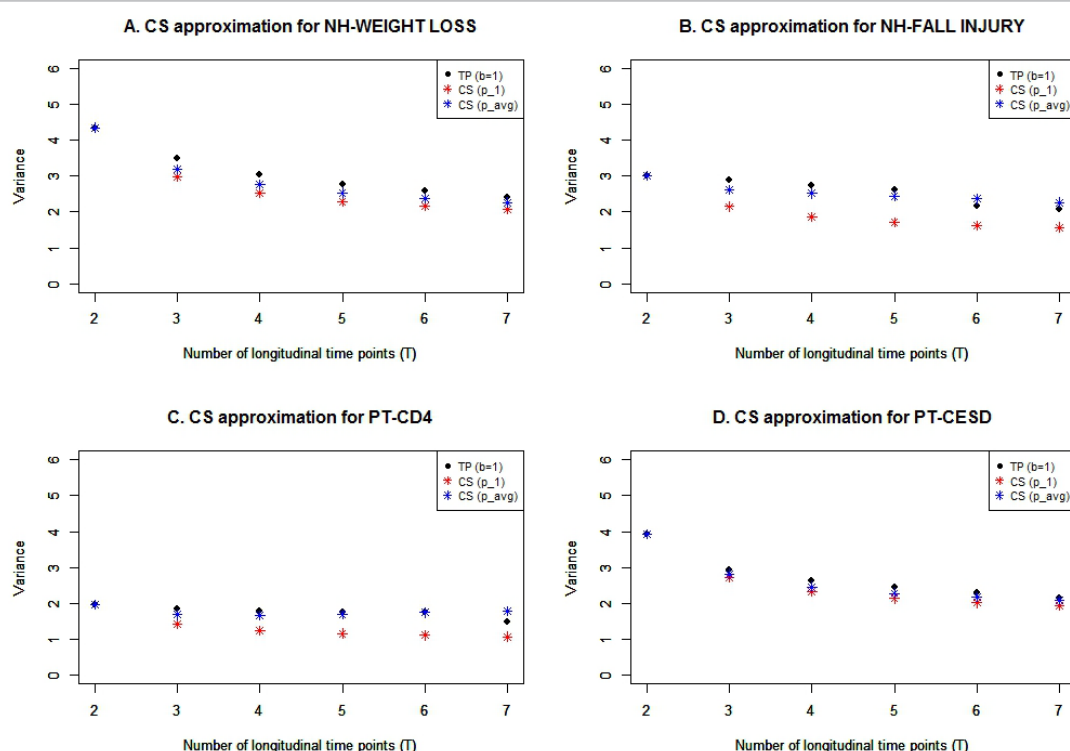 A. CS approximation for NH-WEIGHT LOSS
Variance
6
5
4
3
2
1
0
TP (b=1)
CS (p_1)
CS (p_avg)
2 3 4 5 6 7
Number of longitudinal time points (T)
B. CS approximation for NH-FALL INJURY
Variance
6
5
4
3
2
1
0
TP (b=1)
CS (p_1)
CS (p_avg)
2 3 4 5 6 7
Number of longitudinal time points (T)
C. CS approximation for PT-CD4
Variance
6
5
4
3
2
1
0
TP (b=1)
CS (p_1)
CS (p_avg)
2 3 4 5 6 7
Number of longitudinal time points (T)
D. CS approximation for PT-CESD
Variance
6
5
4
3
2
1
0
TP (b=1)
CS (p_1)
CS (p_avg)
2 3 4 5 6 7
Number of longitudinal time points (T)